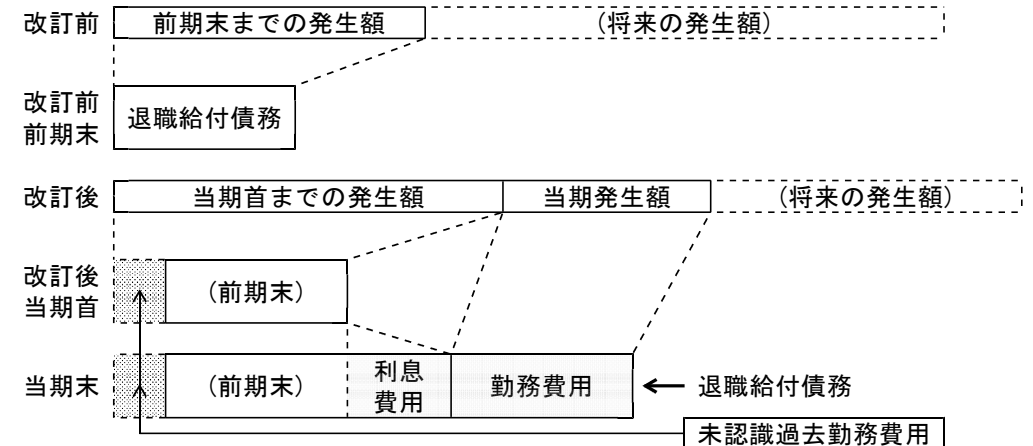 改訂前 前期末までの発生額 (将来の発生額)
改訂前
前期末
退職給付債務
改訂後 当期首までの発生額 当期発生額 (将来の発生額)
改訂後
当期首
(前期末)
当期末 (前期末) 利息
費用
勤務費用 退職給付債務
未認識過去勤務費用